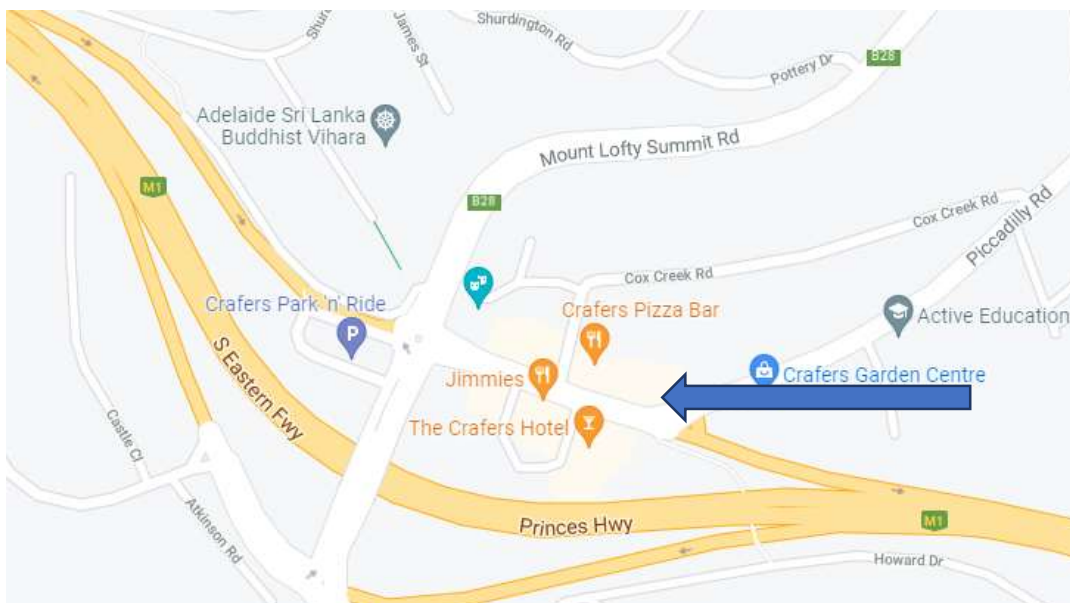 Shurdington Rd
Shu
James St
B28
Pottery Dr
Adelaide Sri Lanka
Buddhist Vihara
Mount Lofty Summit Rd
M1
B28
Cox Creek Rd
Piccadilly Rd
Cox Creek Rd
Crafers Park 'n' Ride
P
Crafers Pizza Bar
Active Education
S Eastern Fwy
Jimmies
Crafers Garden Centre
The Crafers Hotel
Castle Ct
Princes Hwy
M1
Atkinson Rd
Howard Dr